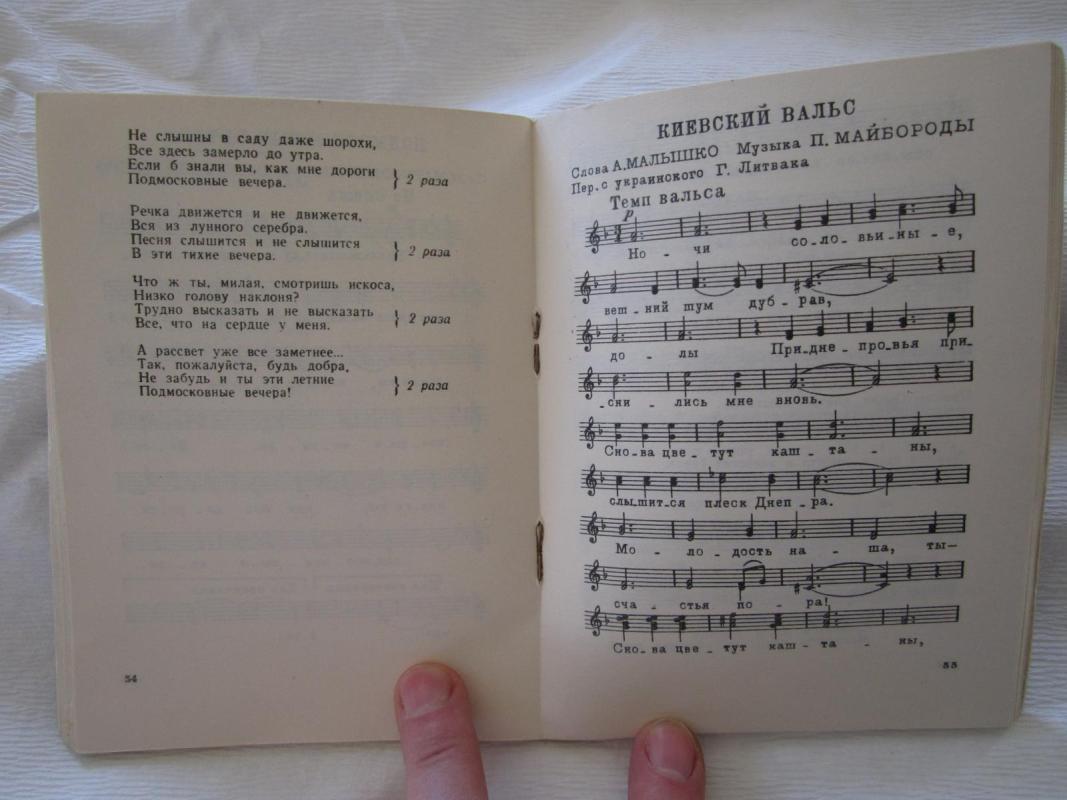 Не слышны в саду даже шорохи,
Все здесь замерло до утра.
Если б знали вы, как мне дороги
Подмосковные вечера.
} 2 раза
Речка движется и не движется,
Вся из лунного серебра.
Песня слышится и не слышится
В эти тихие вечера.
} 2 раза
Что ж ты, милая, смотришь искоса,
Низко голову наклоня?
Трудно высказать и не высказать
Все, что на сердце у меня.
} 2 раза
А рассвет уже все заметнее...
Так, пожалуйста, будь добра,
Не забудь и ты эти летние
Подмосковные вечера!
} 2 раза
54
КИЕВСКИЙ ВАЛЬС
Слова А.МАЛЫШКО Музыка П. МАЙБОРОДЫ
Пер. с украинского Г. Литвака
Темп вальса
p
3
4
Но - чи со-ло-вьи-ны - е,
веш - ний шум дуб - рав,
до - лы При-дне - про-вья при-
-сни - лись мне вновь.
Сно-ва цве - тут каш - та - ны,
слы-шит-ся плеск Днеп - ра.
Мо - ло - дость на - ша, ты—
сча - стья по - ра!
Сно-ва цве - тут каш - та - ны,
55